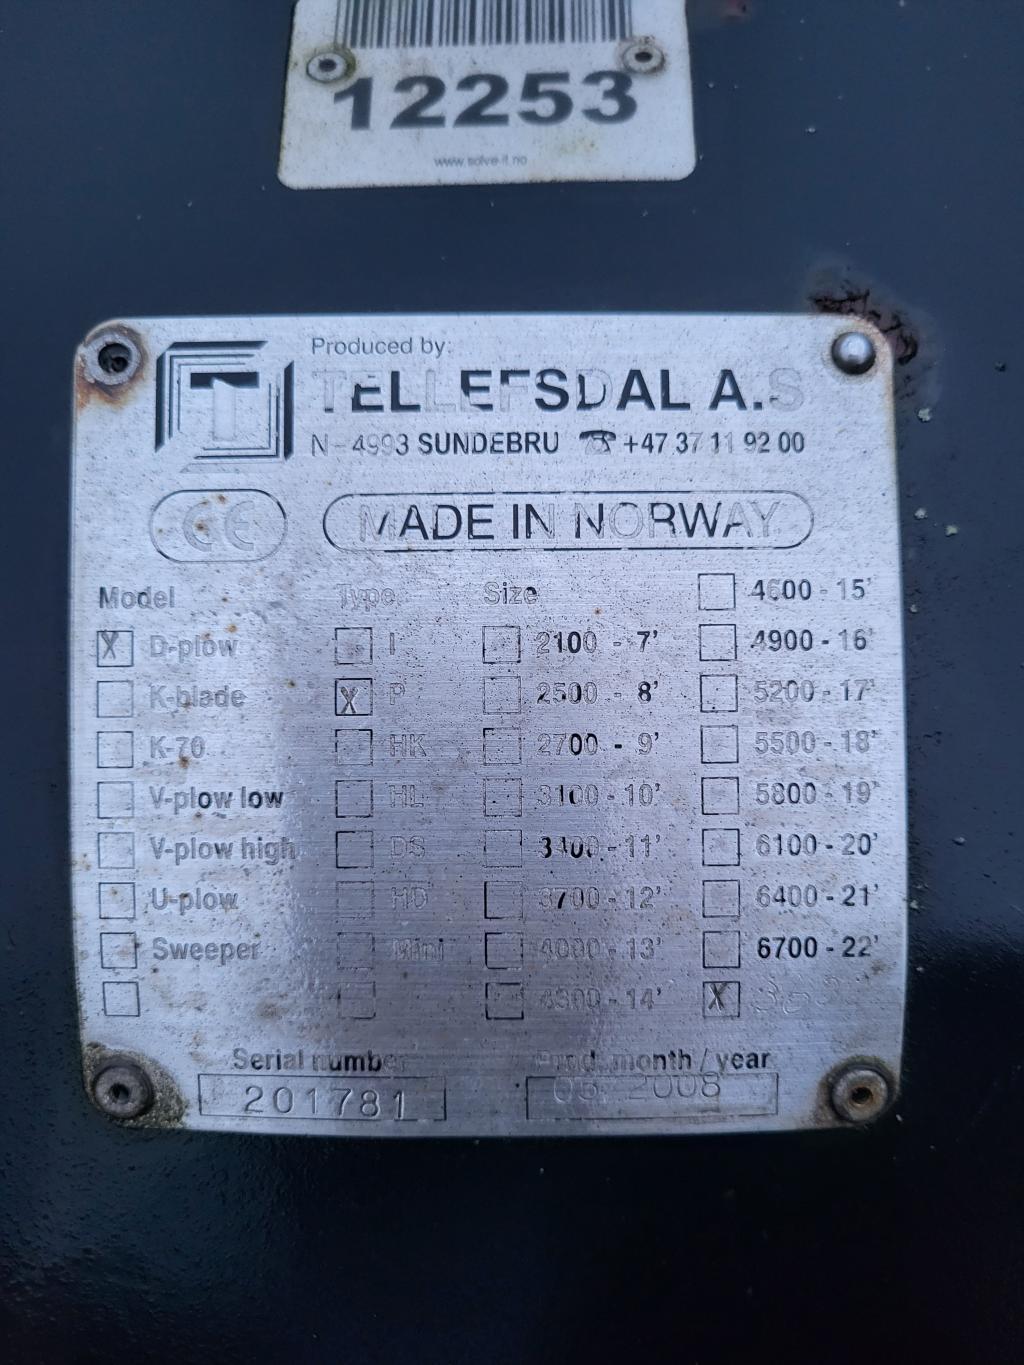 12253
www.solve-it.no
T
Produced by:
TELLEFSDAL A.S
N-4993 SUNDEBRU ☎ +47 37 11 92 00
CE MADE IN NORWAY
Model Type Size 4600 - 15'
X D-plow I 2100 - 7' 4900 - 16'
K-blade X P 2500 - 8' 5200 - 17'
K-70 HK 2700 - 9' 5500 - 18'
V-plow low HL 3100 - 10' 5800 - 19'
V-plow high DS 3400 - 11' 6100 - 20'
U-plow HD 3700 - 12' 6400 - 21'
Sweeper Mini 4000 - 13' 6700 - 22'
4300 - 14' X
Serial number Prod. month / year
201781 05 2008